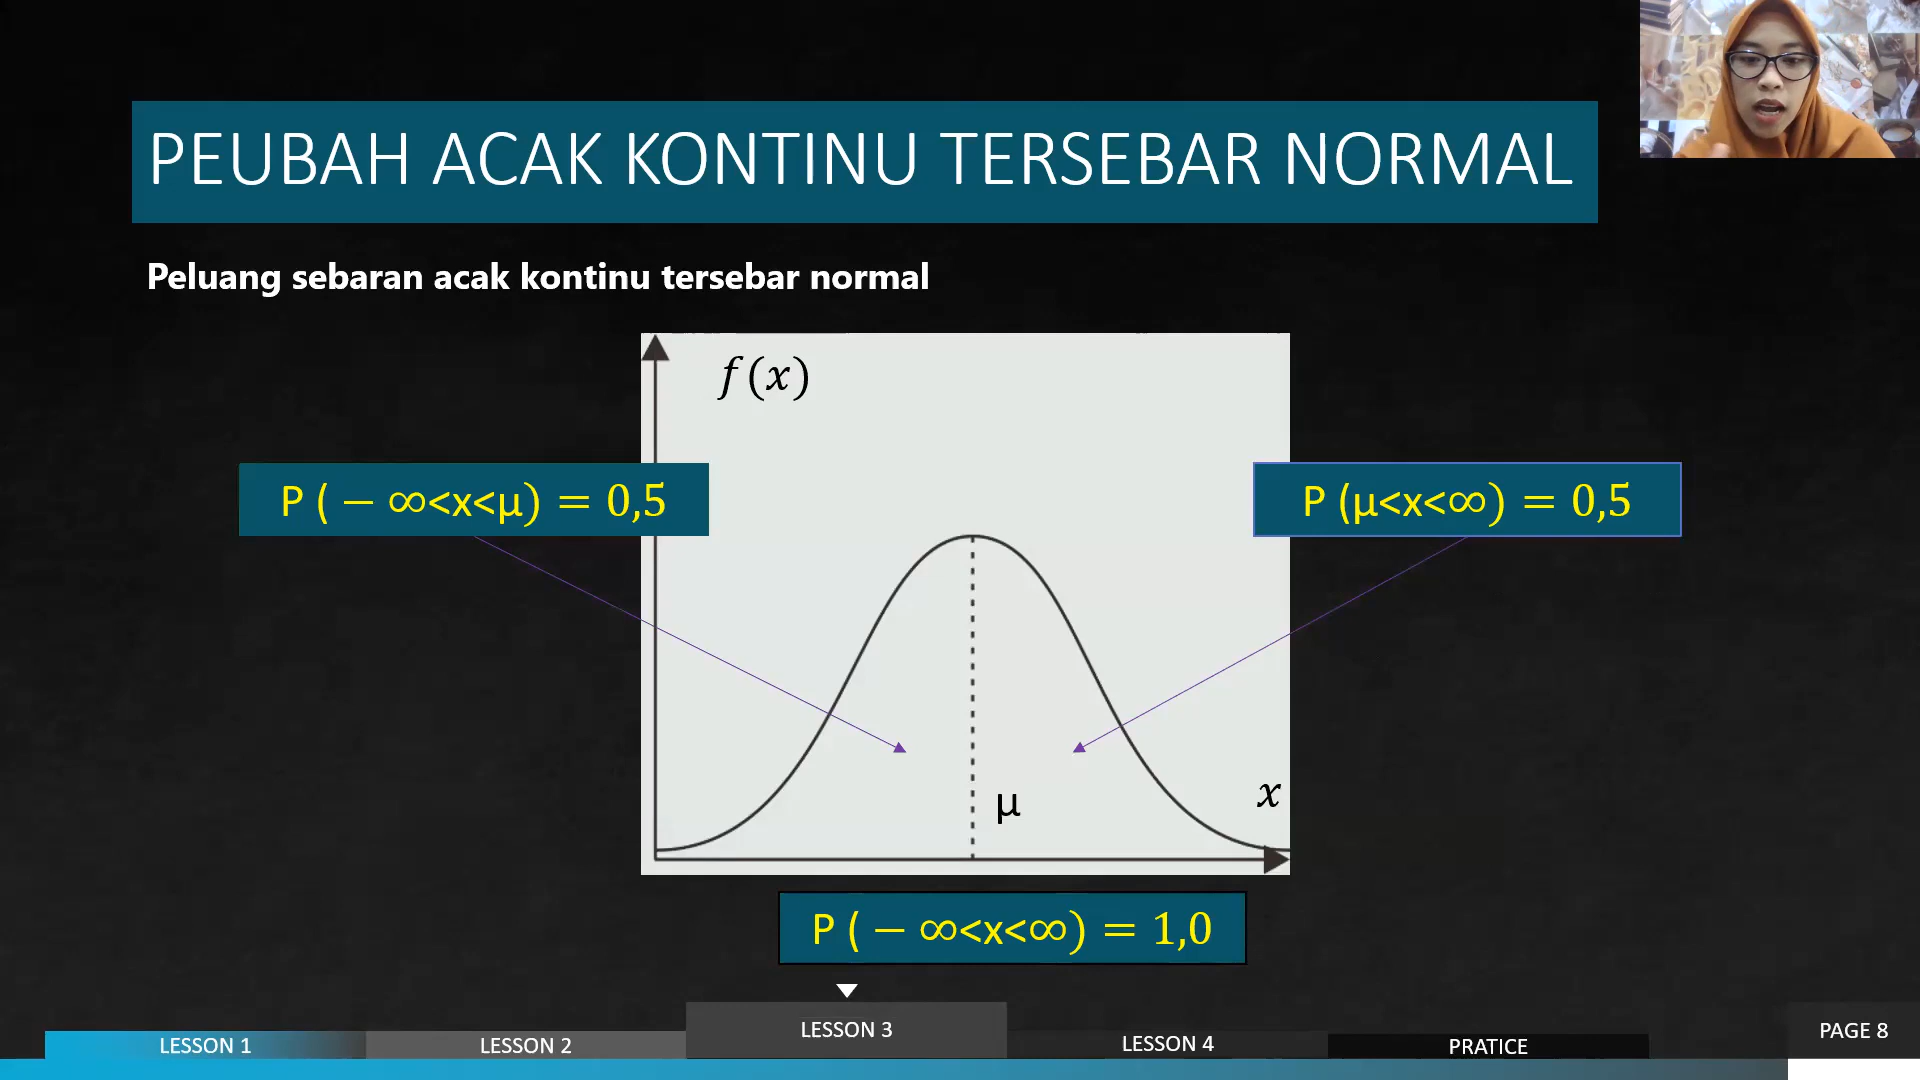 PEUBAH ACAK KONTINU TERSEBAR NORMAL
Peluang sebaran acak kontinu tersebar normal
f(x)
P ( − ∞<x<μ) = 0,5
P (μ<x<∞) = 0,5
x
μ
P ( − ∞<x<∞) = 1,0
LESSON 1
LESSON 2
LESSON 3
LESSON 4
PRATICE
PAGE 8